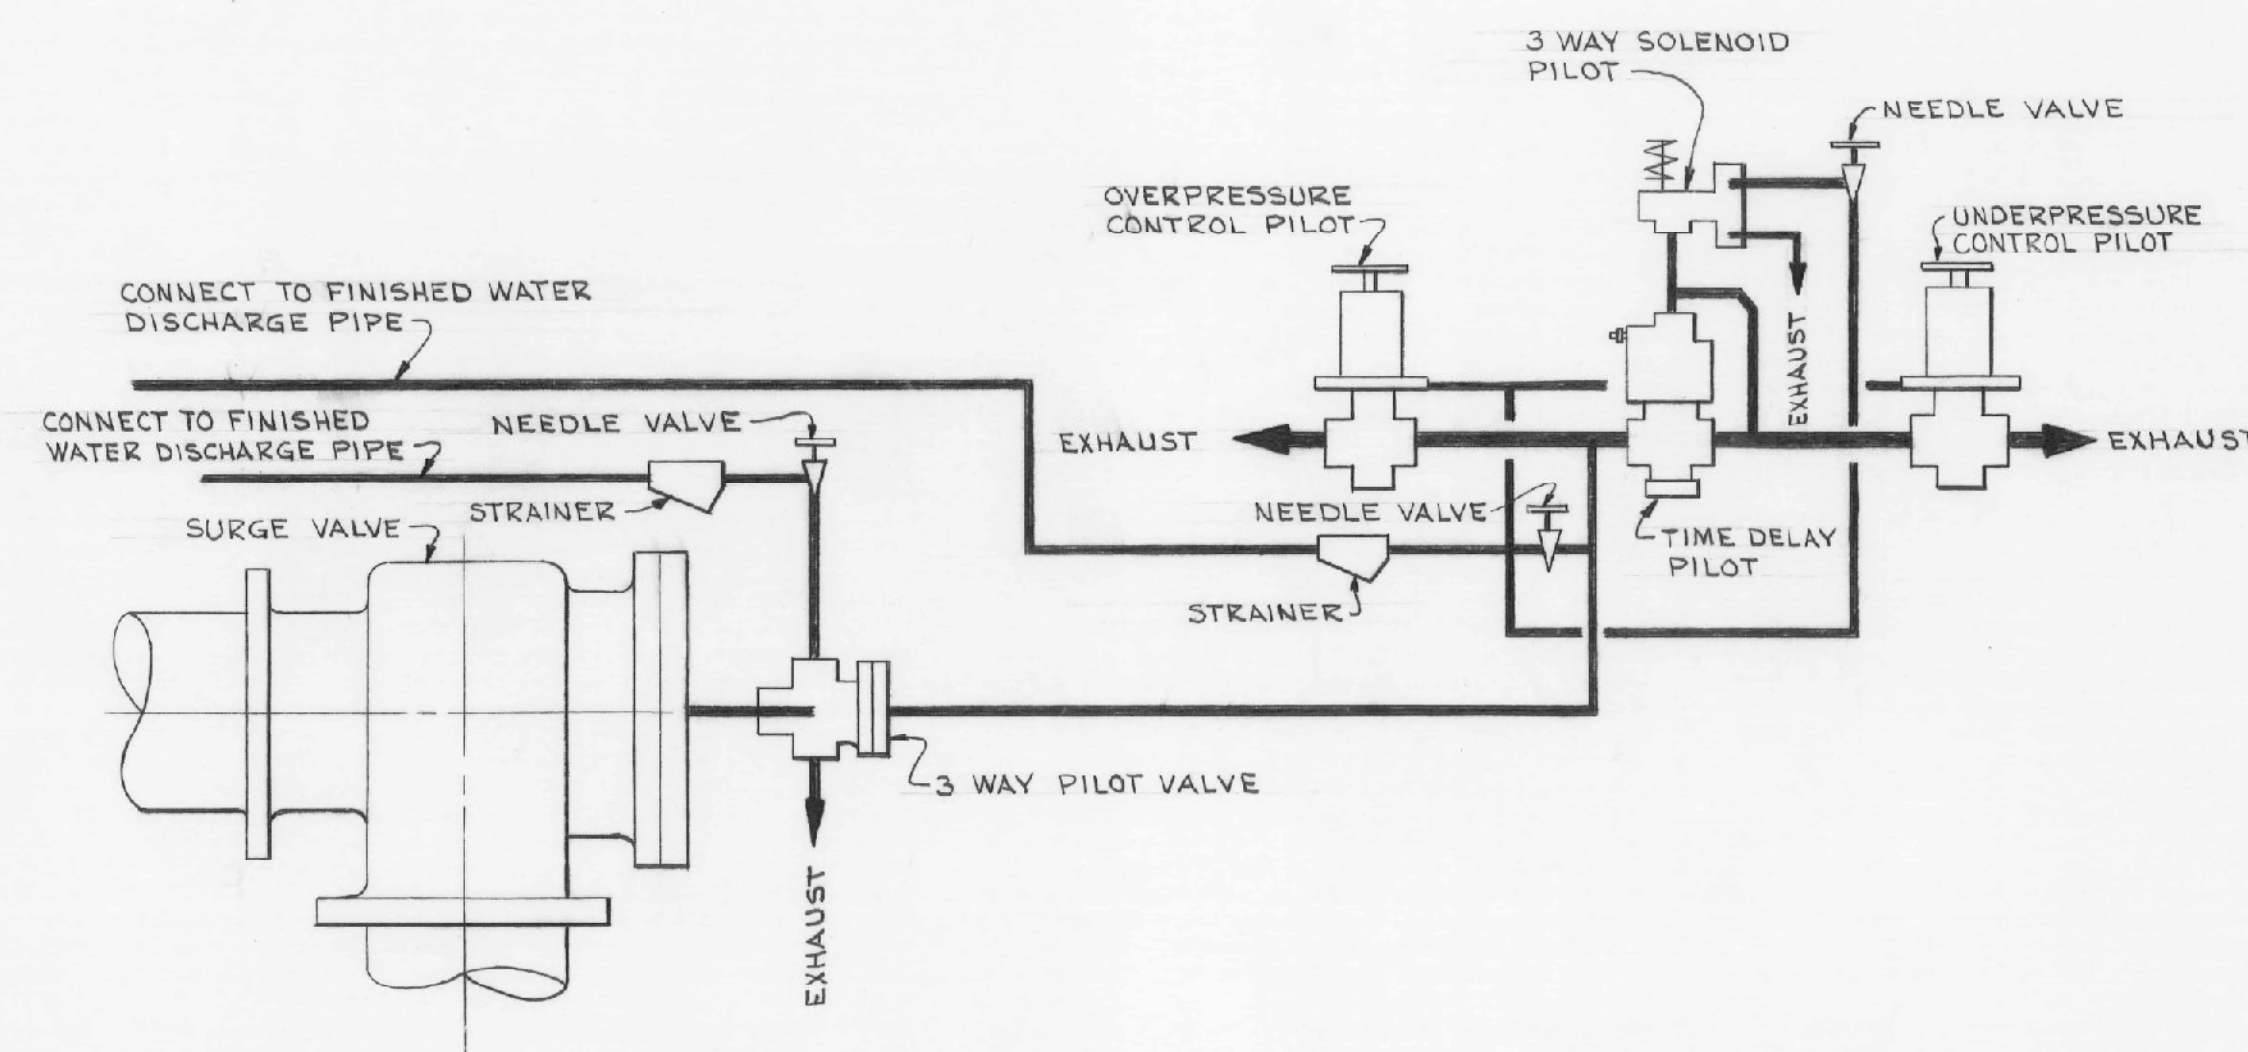 3 WAY SOLENOID
PILOT
NEEDLE VALVE
OVERPRESSURE
CONTROL PILOT
UNDERPRESSURE
CONTROL PILOT
CONNECT TO FINISHED WATER
DISCHARGE PIPE
EXHAUST
CONNECT TO FINISHED
WATER DISCHARGE PIPE
NEEDLE VALVE
EXHAUST
EXHAUST
STRAINER
NEEDLE VALVE
SURGE VALVE
TIME DELAY
PILOT
STRAINER
3 WAY PILOT VALVE
EXHAUST